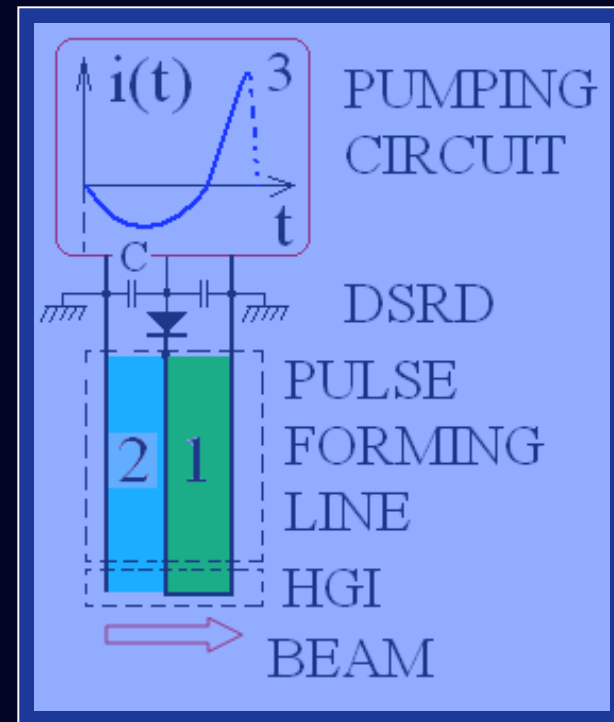 i(t) 3
PUMPING
CIRCUIT
t
C
DSRD
PULSE
FORMING
LINE
2 1
HGI
BEAM